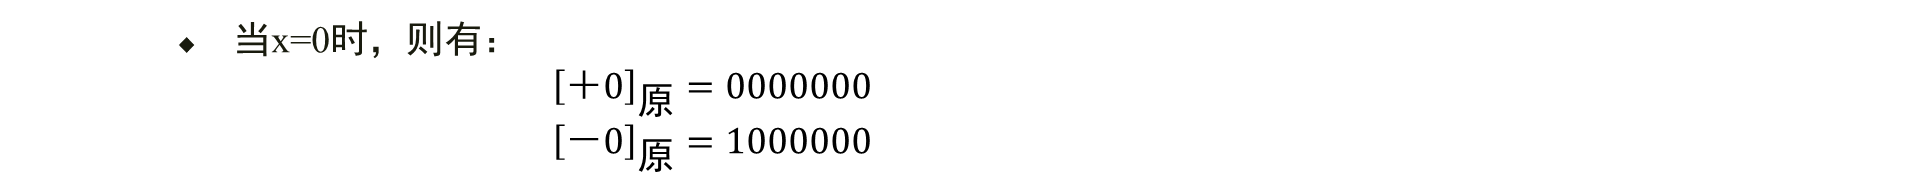 ◆ 当x=0时，则有：
[＋0]原 = 0000000
[－0]原 = 1000000